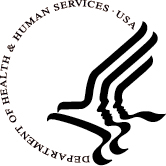 DEPARTMENT OF HEALTH & HUMAN SERVICES · USA